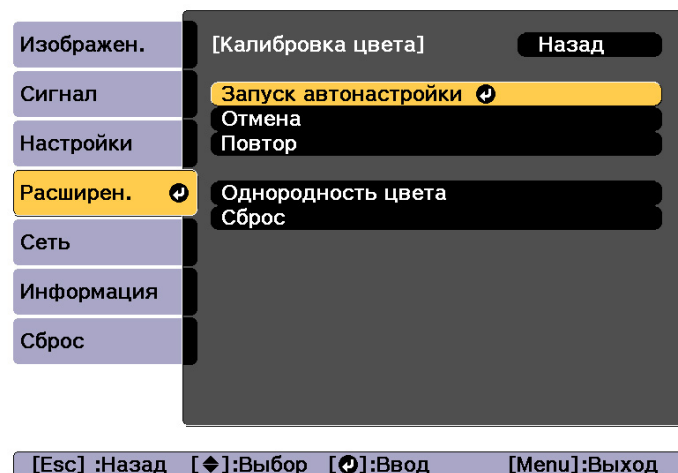 Изображен.
Сигнал
Настройки
Расширен.
Сеть
Информация
Сброс
[Калибровка цвета] Назад
Запуск автонастройки
Отмена
Повтор
Однородность цвета
Сброс
[Esc] :Назад [◆]:Выбор [↵]:Ввод [Menu]:Выход